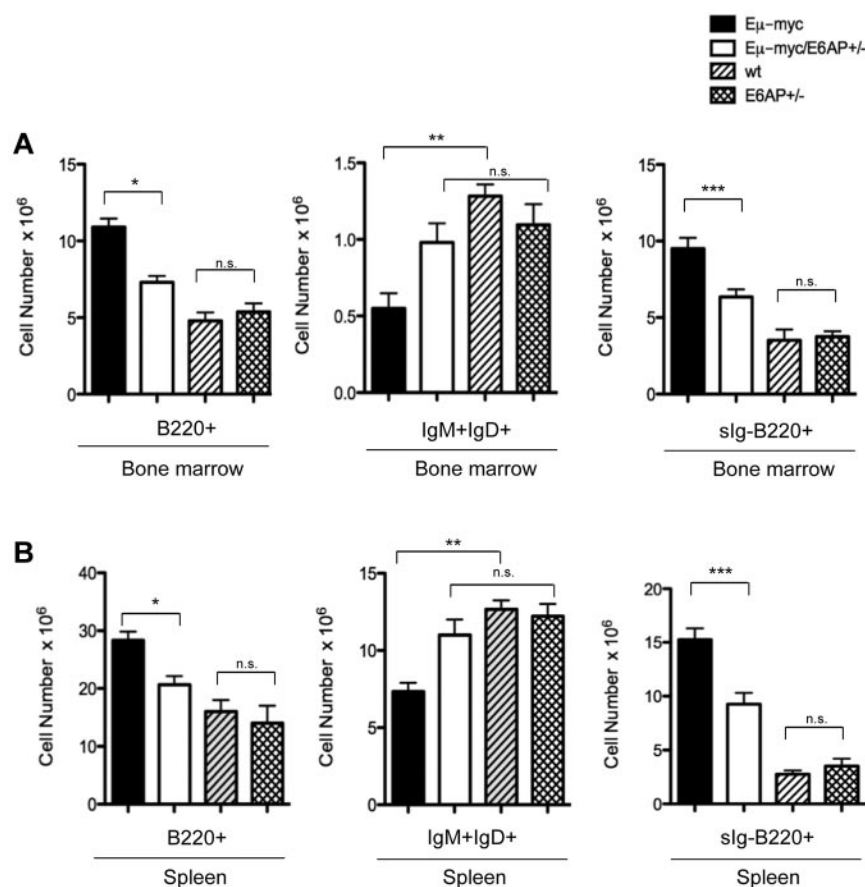 Eμ-myc
Eμ-myc/E6AP+/-
wt
E6AP+/-
A
Cell Number x 10⁶
15
10
5
0
*
n.s.
B220+
Bone marrow
Cell Number x 10⁶
1.5
1.0
0.5
0.0
**
n.s.
IgM+IgD+
Bone marrow
Cell Number x 10⁶
15
10
5
0
***
n.s.
sIg-B220+
Bone marrow
B
Cell Number x 10⁶
40
30
20
10
0
*
n.s.
B220+
Spleen
Cell Number x 10⁶
15
10
5
0
**
n.s.
IgM+IgD+
Spleen
Cell Number x 10⁶
20
15
10
5
0
***
n.s.
sIg-B220+
Spleen